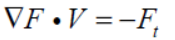 ∇F • V = −F_t